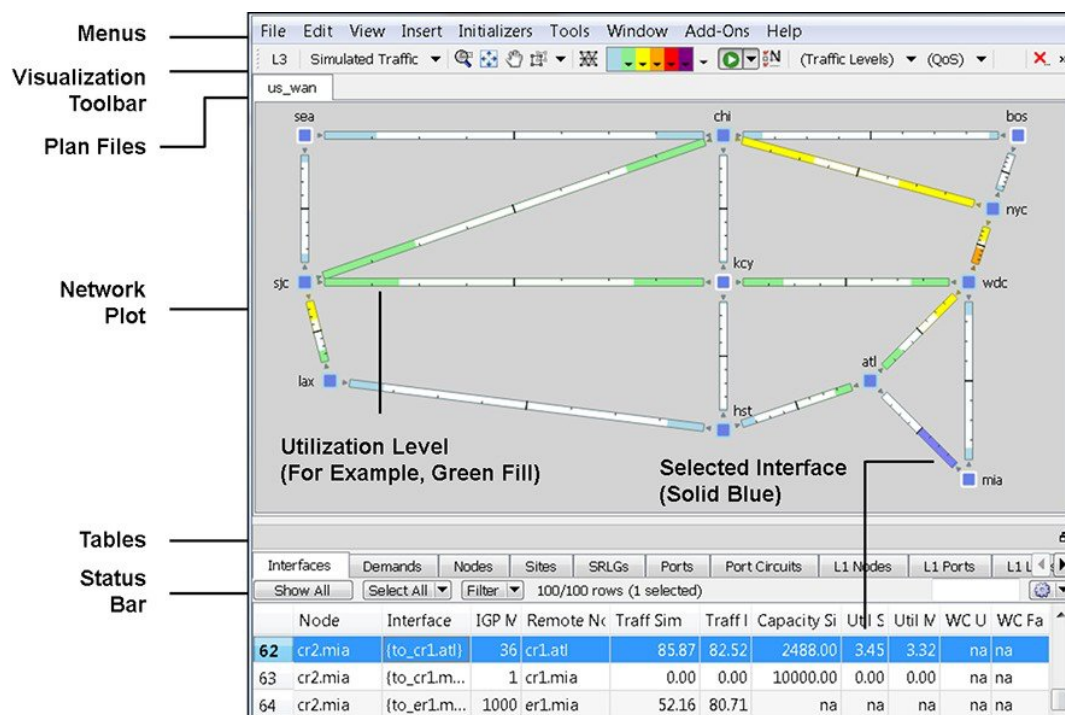 Menus
Visualization
Toolbar
Plan Files
Network
Plot
Tables
Status
Bar
File Edit View Insert Initializers Tools Window Add-Ons Help
L3 Simulated Traffic (Traffic Levels) (QoS)
us_wan
sea chi bos
nyc
sjc kcy wdc
lax atl
hst
mia
Utilization Level
(For Example, Green Fill)
Selected Interface
(Solid Blue)
Interfaces Demands Nodes Sites SRLGs Ports Port Circuits L1 Nodes L1 Ports L1 L
Show All Select All Filter 100/100 rows (1 selected)
Node Interface IGP M Remote No Traff Sim Traff I Capacity Si Util S Util M WC U WC Fa
62 cr2.mia {to_cr1.atl} 36 cr1.atl 85.87 82.52 2488.00 3.45 3.32 na na
63 cr2.mia {to_cr1.m... 1 cr1.mia 0.00 0.00 10000.00 0.00 0.00 na na
64 cr2.mia {to_er1.m... 1000 er1.mia 52.16 80.71 na na na na na